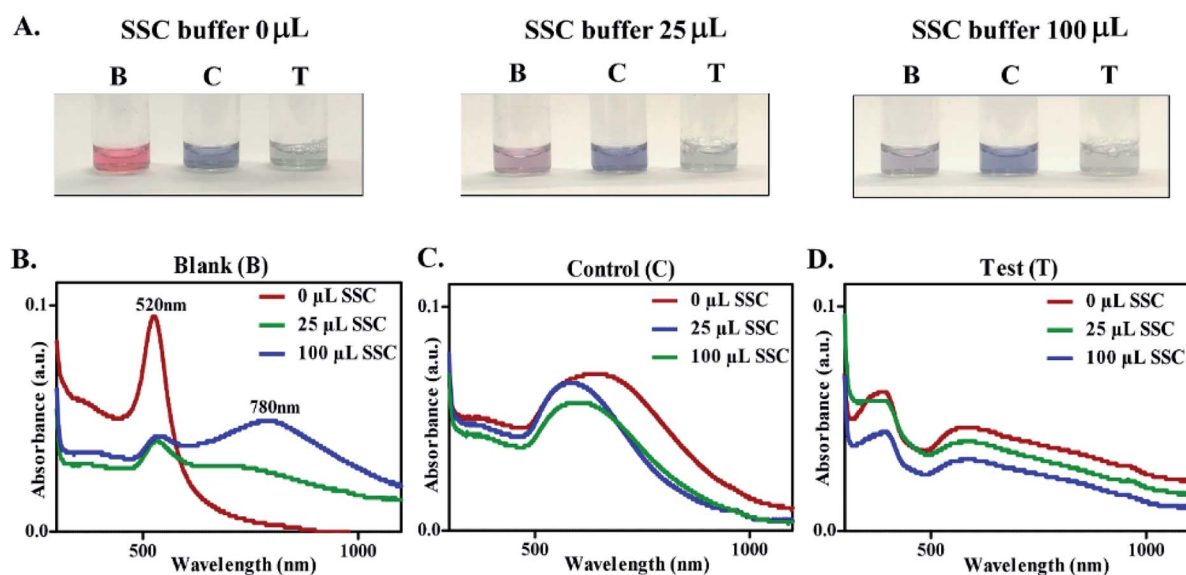 A.
SSC buffer 0 μL
SSC buffer 25 μL
SSC buffer 100 μL
B C T
B C T
B C T
B.
Blank (B)
0.1
520nm
780nm
0 μL SSC
25 μL SSC
100 μL SSC
Absorbance (a.u.)
0.0
500
1000
Wavelength (nm)
C.
Control (C)
0.1
0 μL SSC
25 μL SSC
100 μL SSC
Absorbance (a.u.)
0.0
500
1000
Wavelength (nm)
D.
Test (T)
0.1
0 μL SSC
25 μL SSC
100 μL SSC
Absorbance (a.u.)
0.0
500
1000
Wavelength (nm)